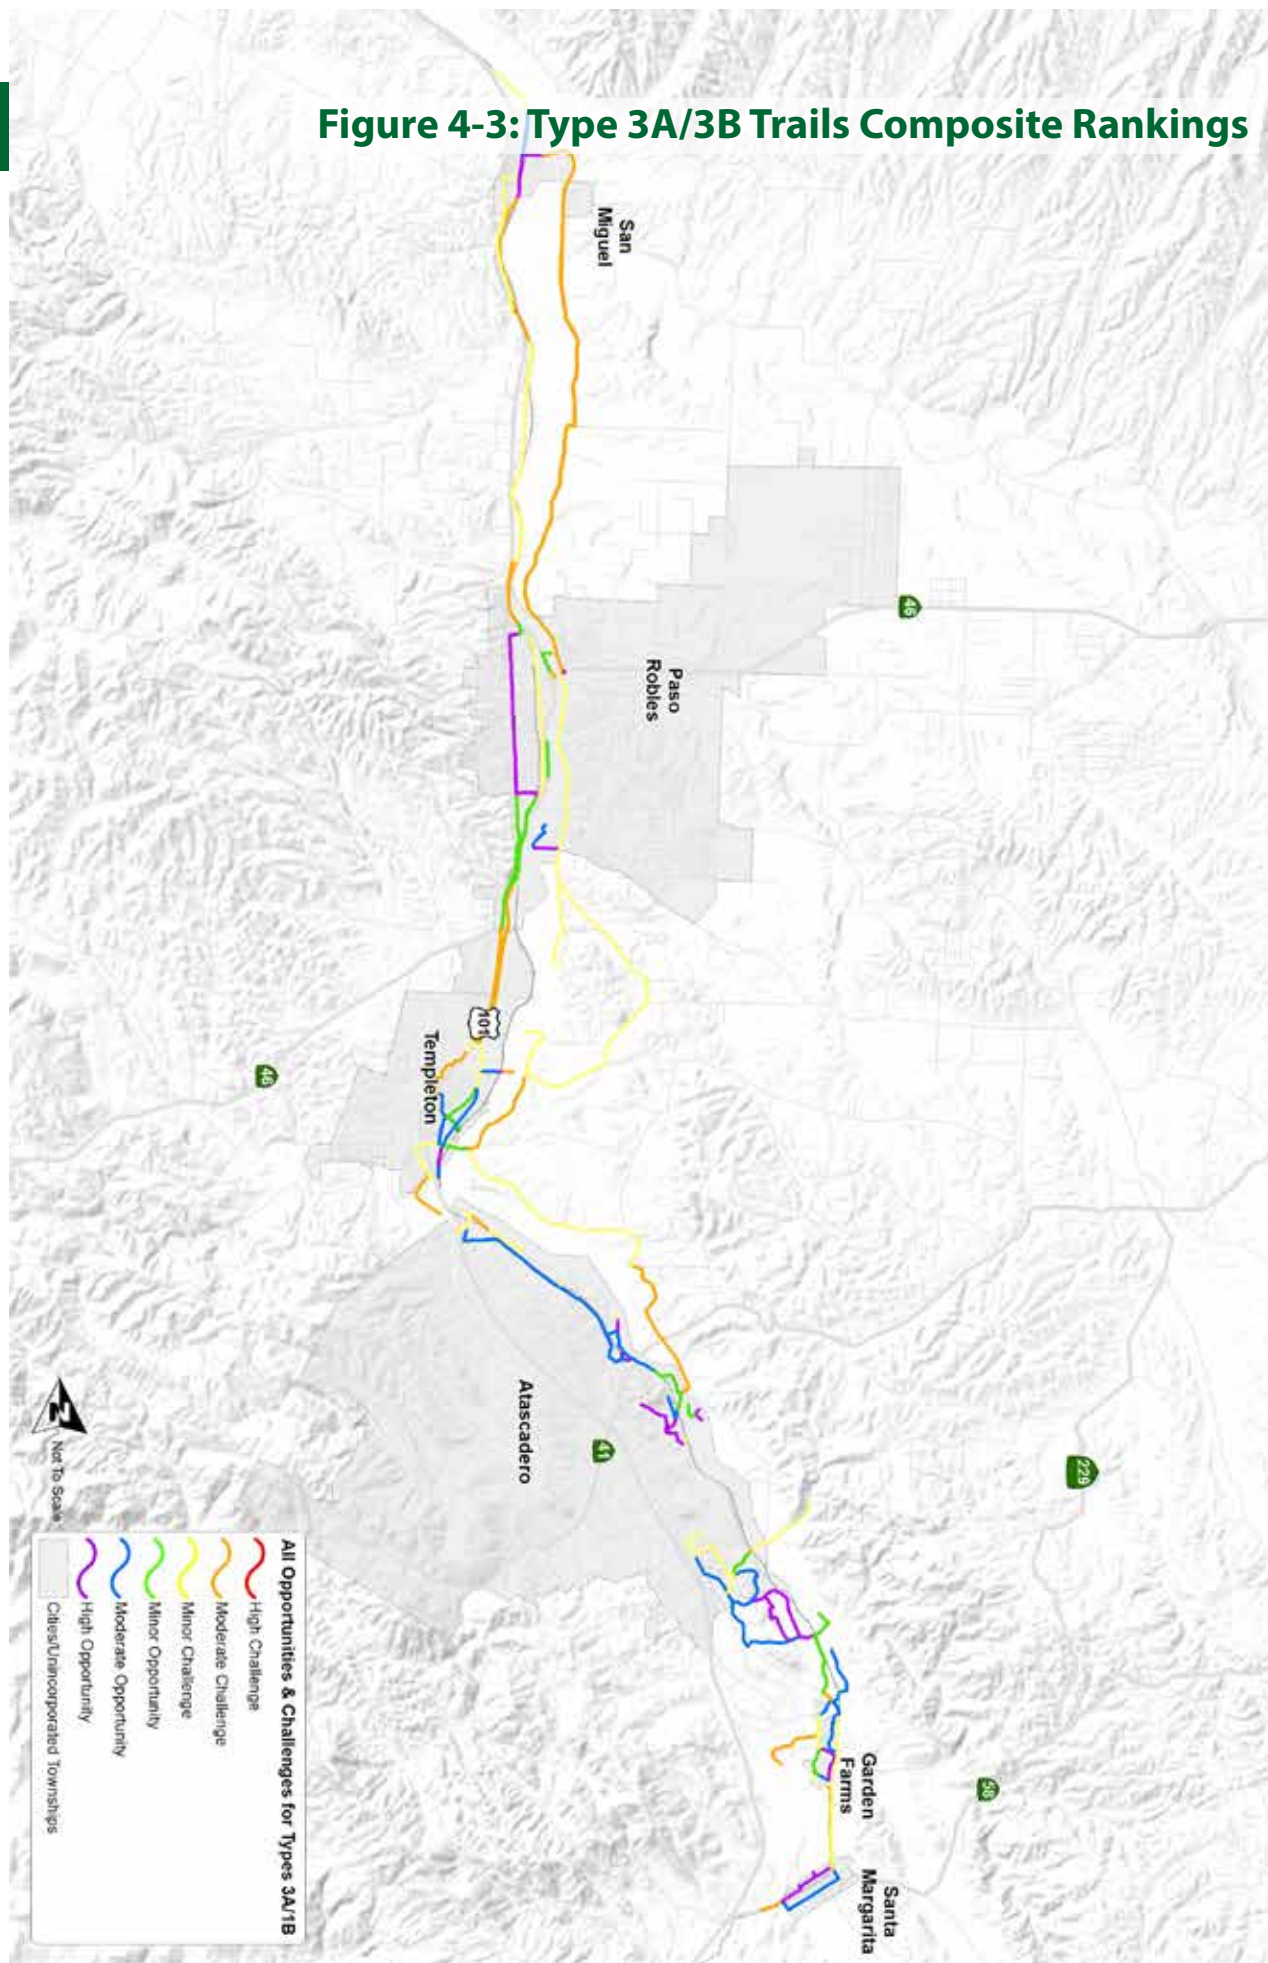 Figure 4-3: Type 3A/3B Trails Composite Rankings
San
Miguel
46
Paso
Robles
101
Templeton
46
Atascadero
41
229
Garden
Farms
58
Santa
Margarita
Not To Scale
All Opportunities & Challenges for Types 3A/1B
High Challenge
Moderate Challenge
Minor Challenge
Minor Opportunity
Moderate Opportunity
High Opportunity
Cities/Unincorporated Townships